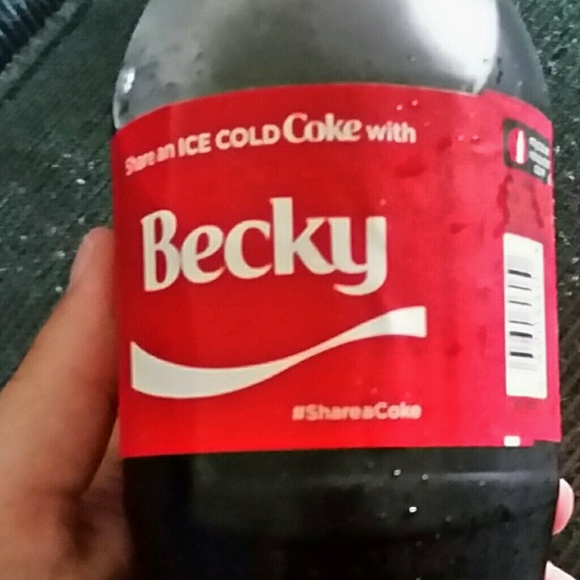 Share an ICE COLD Coke with
Becky
#ShareaCoke